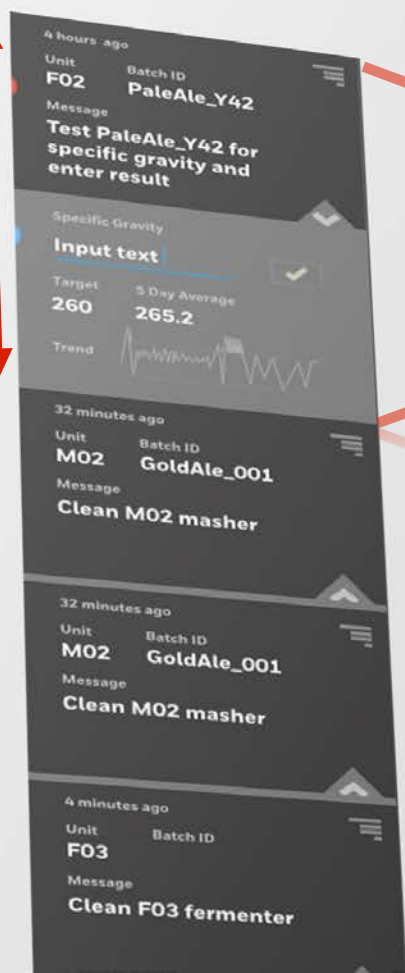 4 hours ago
Unit Batch ID
F02 PaleAle_Y42
Message
Test PaleAle_Y42 for
specific gravity and
enter result
Specific Gravity
Input text
Target 5 Day Average
260 265.2
Trend
32 minutes ago
Unit Batch ID
M02 GoldAle_001
Message
Clean M02 masher
32 minutes ago
Unit Batch ID
M02 GoldAle_001
Message
Clean M02 masher
4 minutes ago
Unit Batch ID
F03
Message
Clean F03 fermenter